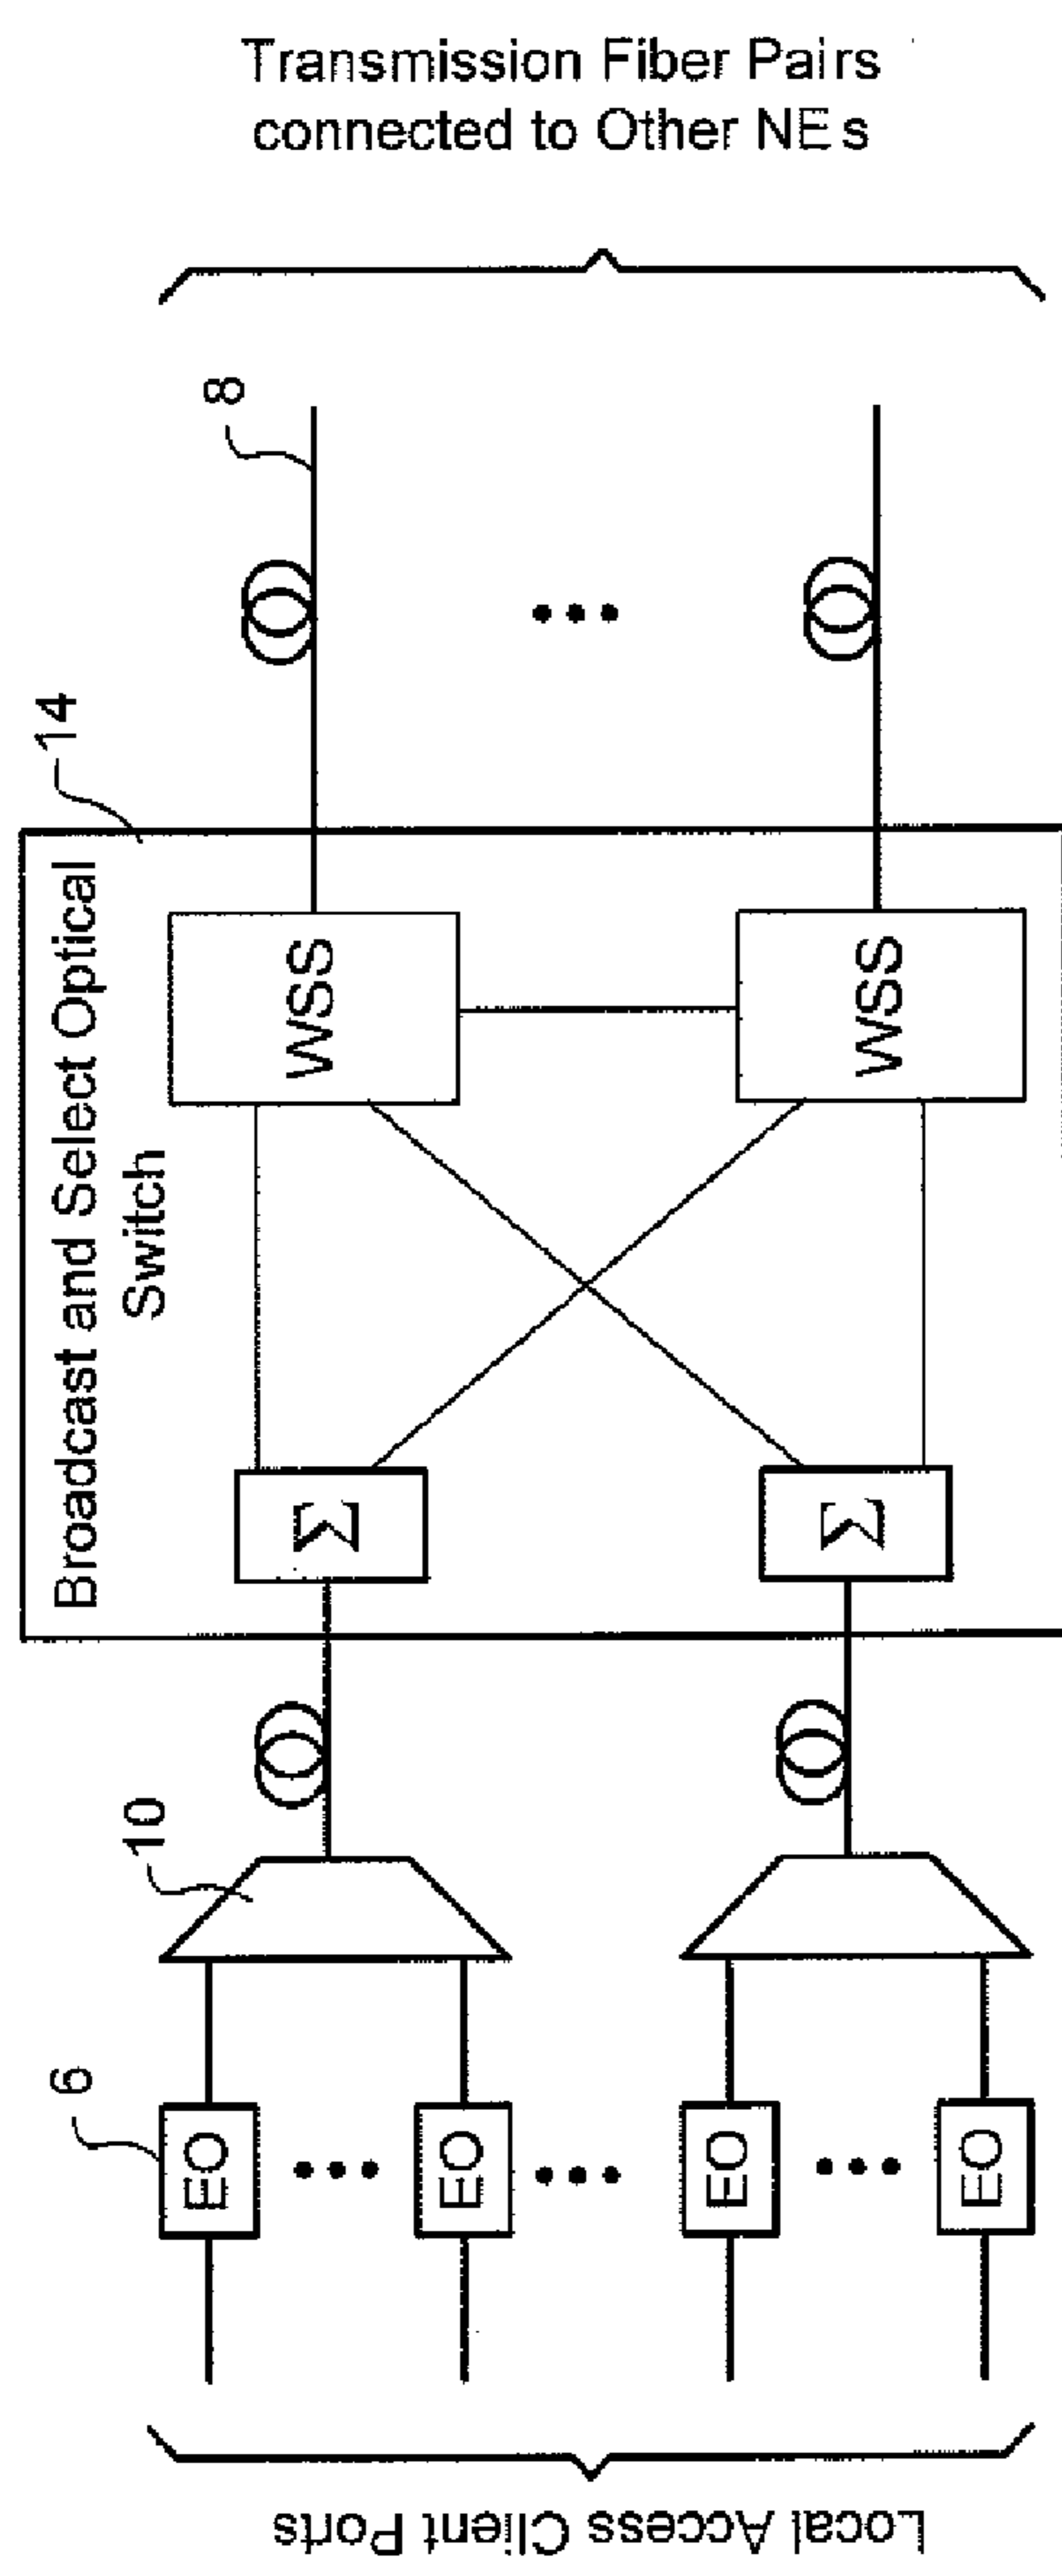 Transmission Fiber Pairs
connected to Other NEs
8
14
Broadcast and Select Optical
Switch
WSS
WSS
Σ
Σ
10
6
EO
EO
EO
EO
Local Access Client Ports